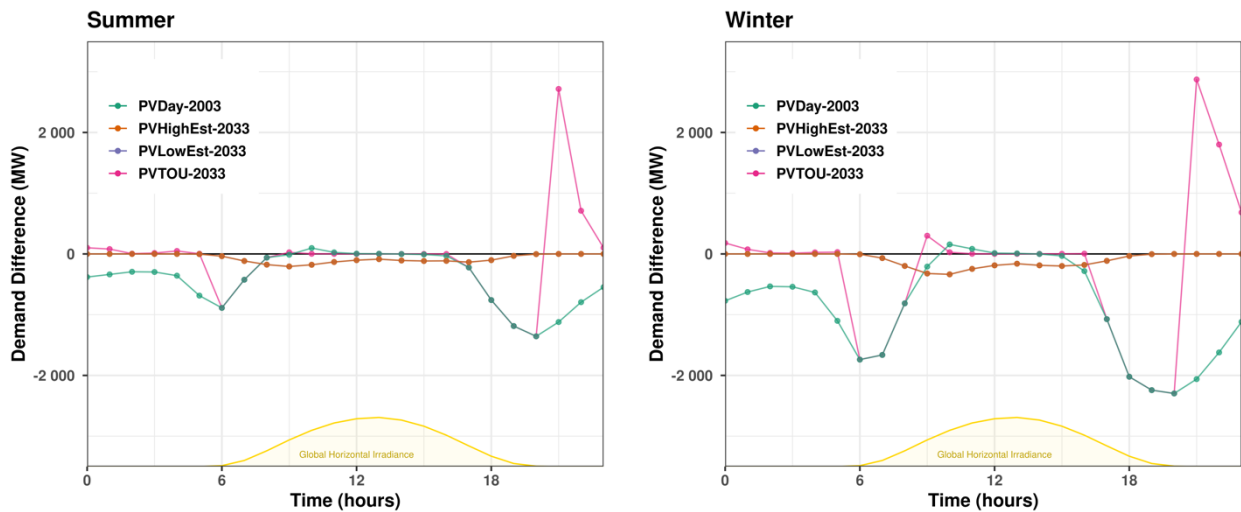 Summer
Demand Difference (MW)
2 000
0
-2 000
PVDay-2003
PVHighEst-2033
PVLowEst-2033
PVTOU-2033
Global Horizontal Irradiance
0 6 12 18
Time (hours)
Winter
Demand Difference (MW)
2 000
0
-2 000
PVDay-2003
PVHighEst-2033
PVLowEst-2033
PVTOU-2033
Global Horizontal Irradiance
0 6 12 18
Time (hours)